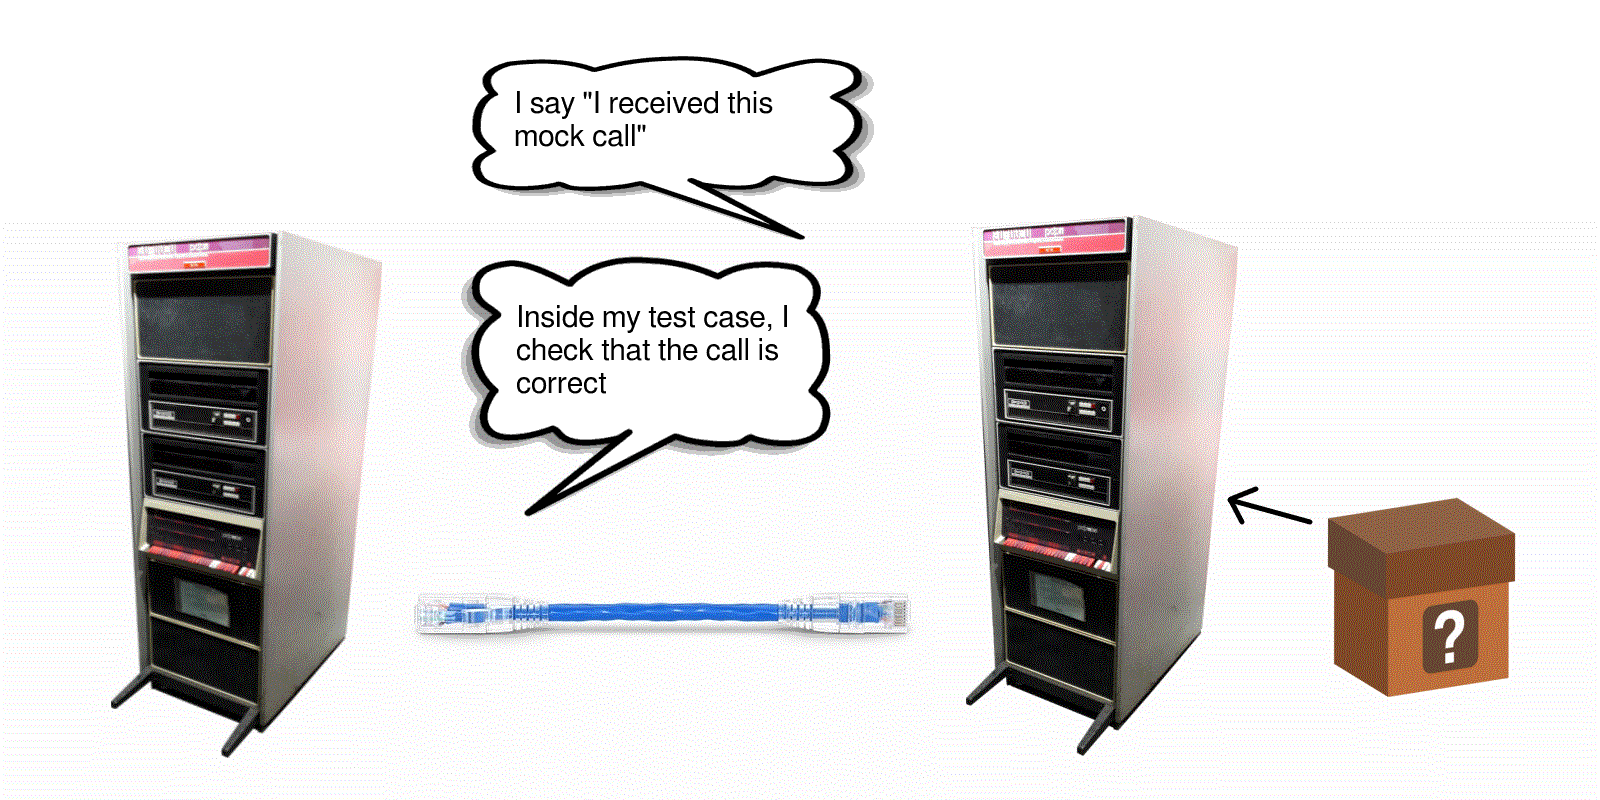 I say "I received this
mock call"
Inside my test case, I
check that the call is
correct
?